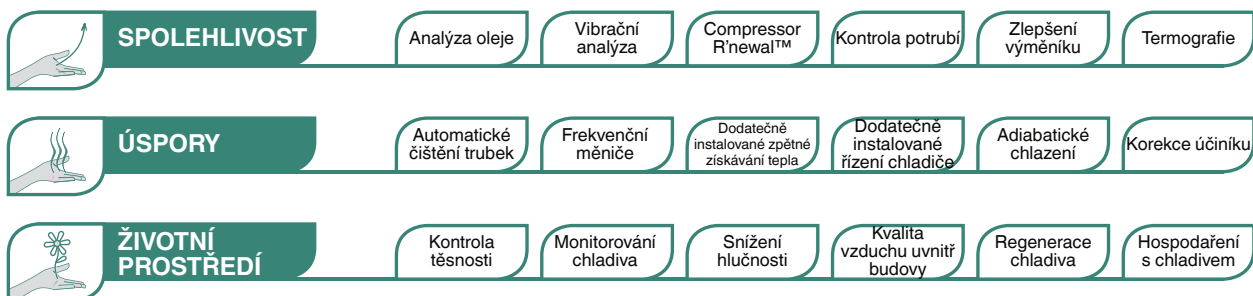 SPOLEHLIVOST
Analýza oleje
Vibrační
analýza
Compressor
R'newal™
Kontrola potrubí
Zlepšení
výměníku
Termografie
ÚSPORY
Automatické
čištění trubek
Frekvenční
měniče
Dodatečně
instalované zpětné
získávání tepla
Dodatečně
instalované
řízení chladiče
Adiabatické
chlazení
Korekce účiníku
ŽIVOTNÍ
PROSTŘEDÍ
Kontrola
těsnosti
Monitorování
chladiva
Snížení
hlučnosti
Kvalita
vzduchu uvnitř
budovy
Regenerace
chladiva
Hospodaření
s chladivem